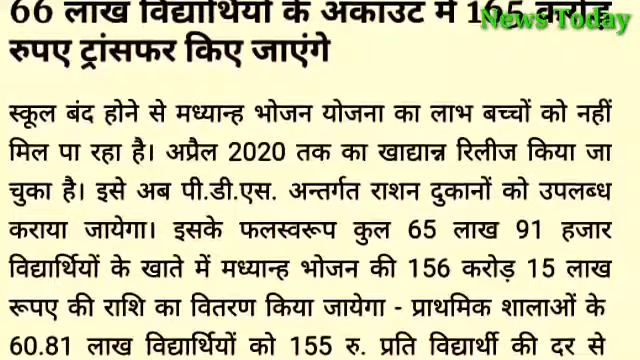 66 लाख विद्यार्थियों के अकाउंट में 165 करोड़
News Today
रुपए ट्रांसफर किए जाएंगे
स्कूल बंद होने से मध्यान्ह भोजन योजना का लाभ बच्चों को नहीं
मिल पा रहा है। अप्रैल 2020 तक का खाद्यान्न रिलीज किया जा
चुका है। इसे अब पी.डी.एस. अन्तर्गत राशन दुकानों को उपलब्ध
कराया जायेगा। इसके फलस्वरूप कुल 65 लाख 91 हजार
विद्यार्थियों के खाते में मध्यान्ह भोजन की 156 करोड़ 15 लाख
रूपए की राशि का वितरण किया जायेगा - प्राथमिक शालाओं के
60.81 लाख विद्यार्थियों को 155 रु. प्रति विद्यार्थी की दर से